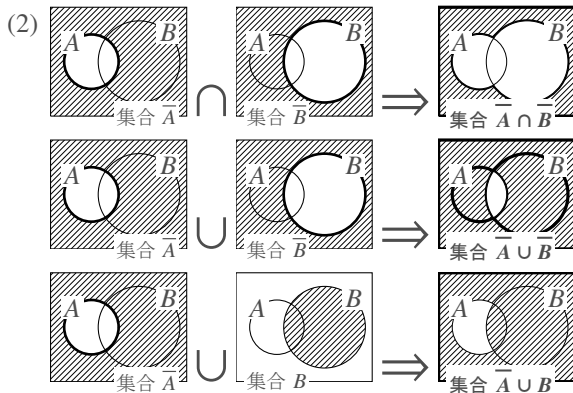 (2) A B A B A B
集合 A̅ ∩ 集合 B̅ ⇒ 集合 A̅ ∩ B̅
A B A B A B
集合 A̅ ∪ 集合 B̅ ⇒ 集合 A̅ ∪ B̅
A B A B A B
集合 A̅ ∪ 集合 B ⇒ 集合 A̅ ∪ B